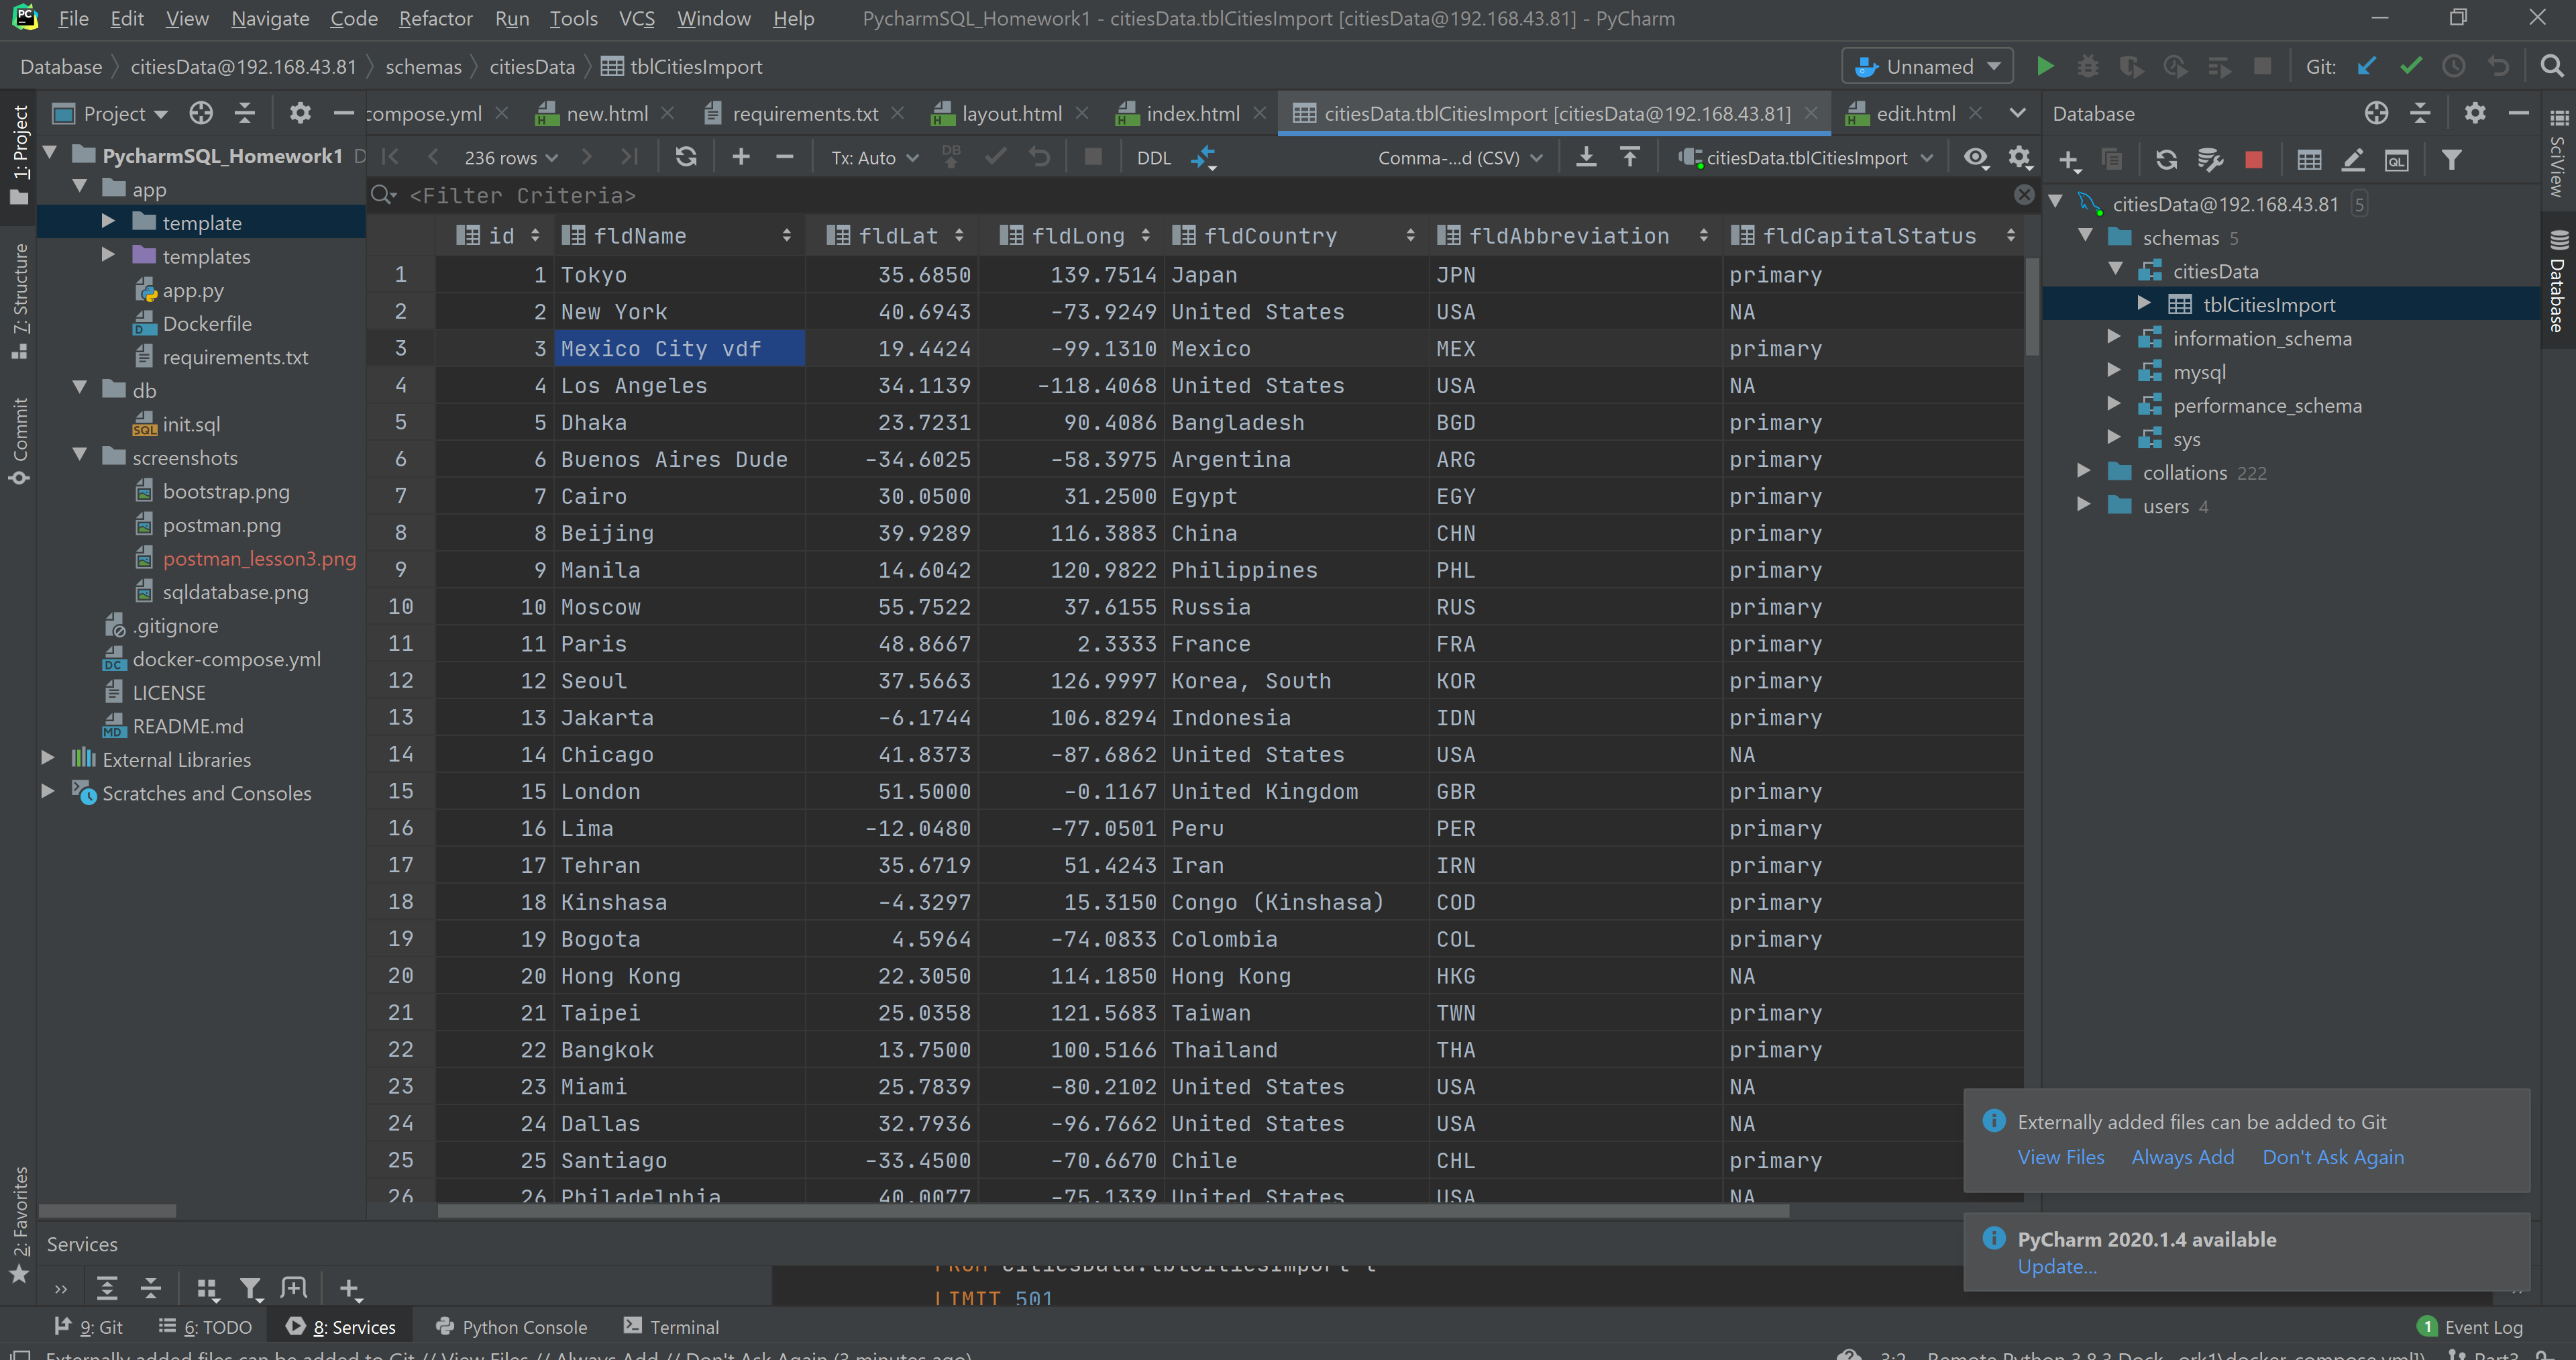 File Edit View Navigate Code Refactor Run Tools VCS Window Help PycharmSQL_Homework1 - citiesData.tblCitiesImport [citiesData@192.168.43.81] - PyCharm
Database citiesData@192.168.43.81 schemas citiesData tblCitiesImport Unnamed Git:
Project compose.yml new.html requirements.txt layout.html index.html citiesData.tblCitiesImport [citiesData@192.168.43.81] edit.html Database
236 rows Tx: Auto DDL Comma-...d (CSV) citiesData.tblCitiesImport
<Filter Criteria>
id fldName fldLat fldLong fldCountry fldAbbreviation fldCapitalStatus
1 1 Tokyo 35.6850 139.7514 Japan JPN primary
2 2 New York 40.6943 -73.9249 United States USA NA
3 3 Mexico City vdf 19.4424 -99.1310 Mexico MEX primary
4 4 Los Angeles 34.1139 -118.4068 United States USA NA
5 5 Dhaka 23.7231 90.4086 Bangladesh BGD primary
6 6 Buenos Aires Dude -34.6025 -58.3975 Argentina ARG primary
7 7 Cairo 30.0500 31.2500 Egypt EGY primary
8 8 Beijing 39.9289 116.3883 China CHN primary
9 9 Manila 14.6042 120.9822 Philippines PHL primary
10 10 Moscow 55.7522 37.6155 Russia RUS primary
11 11 Paris 48.8667 2.3333 France FRA primary
12 12 Seoul 37.5663 126.9997 Korea, South KOR primary
13 13 Jakarta -6.1744 106.8294 Indonesia IDN primary
14 14 Chicago 41.8373 -87.6862 United States USA NA
15 15 London 51.5000 -0.1167 United Kingdom GBR primary
16 16 Lima -12.0480 -77.0501 Peru PER primary
17 17 Tehran 35.6719 51.4243 Iran IRN primary
18 18 Kinshasa -4.3297 15.3150 Congo (Kinshasa) COD primary
19 19 Bogota 4.5964 -74.0833 Colombia COL primary
20 20 Hong Kong 22.3050 114.1850 Hong Kong HKG NA
21 21 Taipei 25.0358 121.5683 Taiwan TWN primary
22 22 Bangkok 13.7500 100.5166 Thailand THA primary
23 23 Miami 25.7839 -80.2102 United States USA NA
24 24 Dallas 32.7936 -96.7662 United States USA NA
25 25 Santiago -33.4500 -70.6670 Chile CHL primary
26 26 Philadelphia 40.0077 -75.1339 United States USA NA
1: Project
7: Structure
Commit
2: Favorites
PycharmSQL_Homework1 D
app
template
templates
app.py
Dockerfile
requirements.txt
db
init.sql
screenshots
bootstrap.png
postman.png
postman_lesson3.png
sqldatabase.png
.gitignore
docker-compose.yml
LICENSE
README.md
External Libraries
Scratches and Consoles
citiesData@192.168.43.81 5
schemas 5
citiesData
tblCitiesImport
information_schema
mysql
performance_schema
sys
collations 222
users 4
SciView
Database
Externally added files can be added to Git
View Files Always Add Don't Ask Again
PyCharm 2020.1.4 available
Update...
Services
FROM citiesData.tblCitiesImport t
LIMIT 501
9: Git 6: TODO 8: Services Python Console Terminal 1 Event Log
Externally added files can be added to Git // View Files // Always Add // Don't Ask Again (3 minutes ago) 3:2 Remote Python 3.8.3 Dock...ork1\docker-compose.yml]) Part3